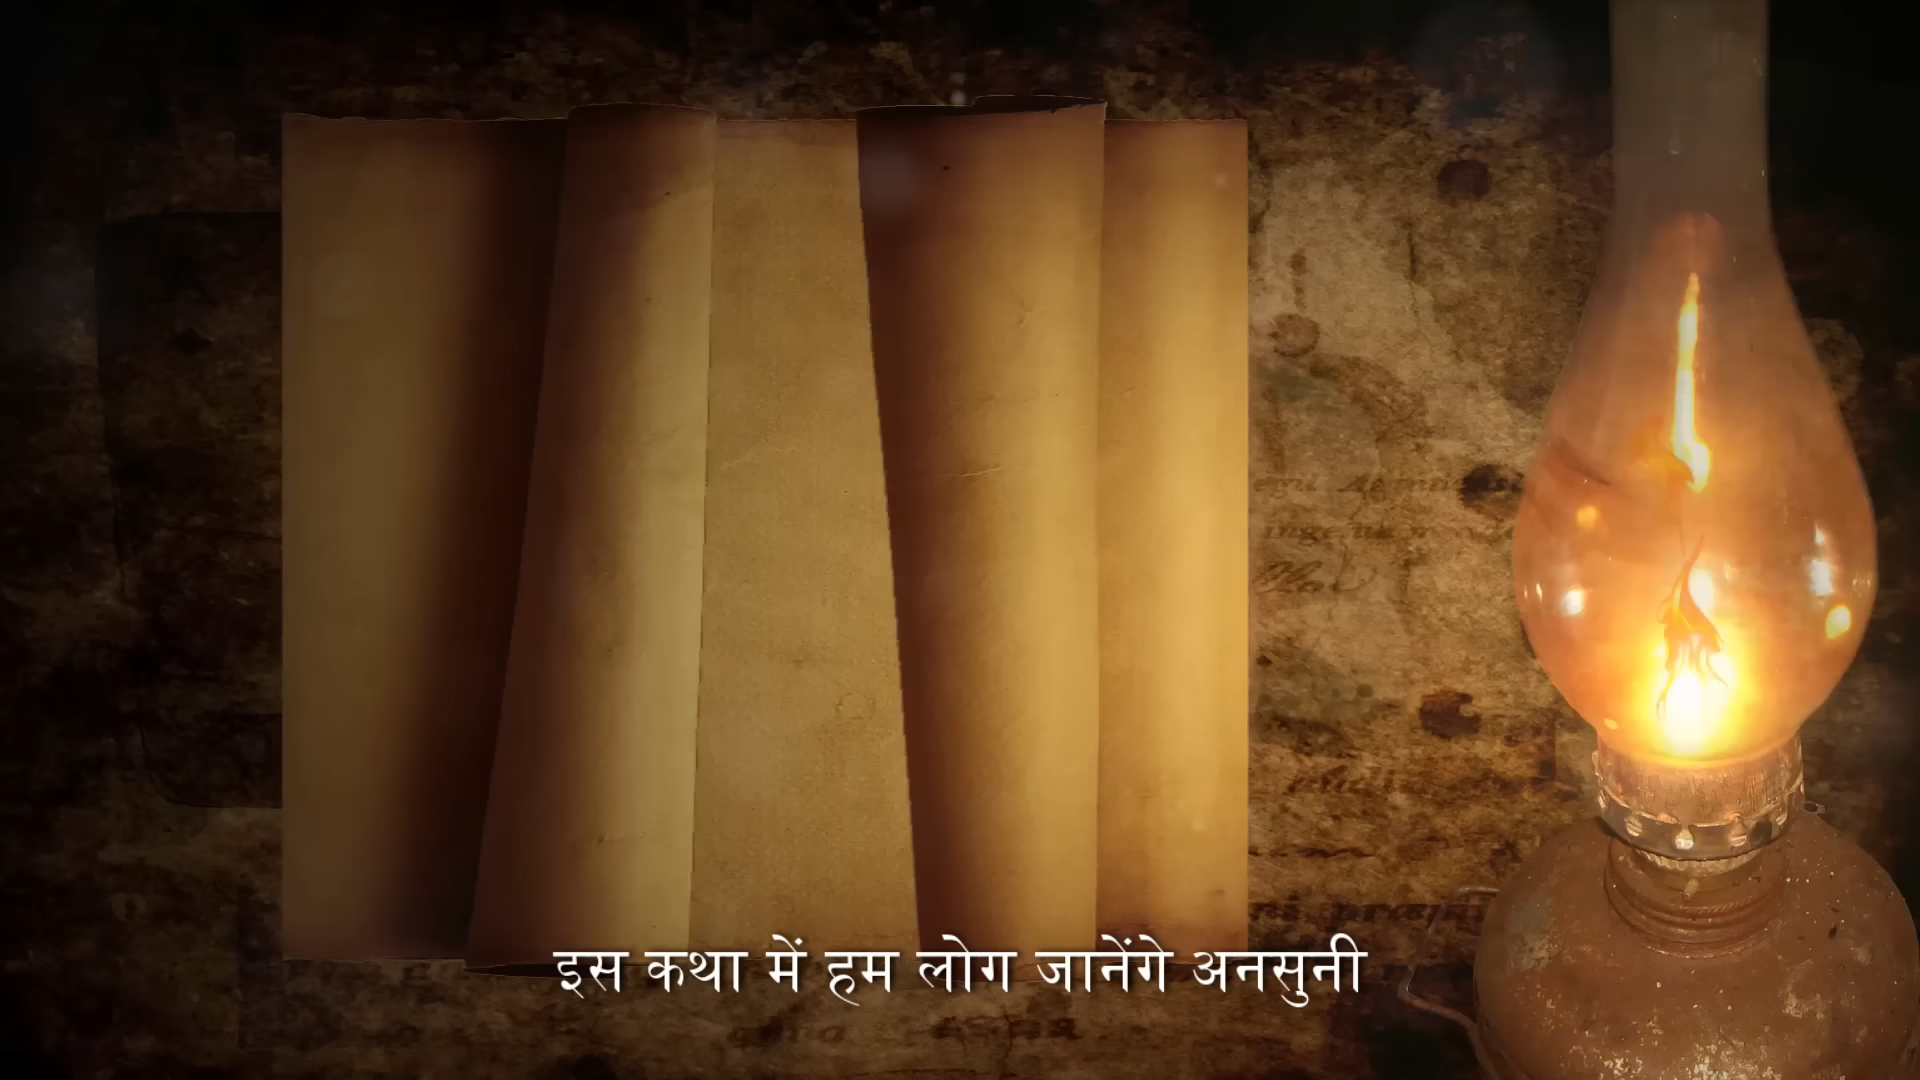 इस कथा में हम लोग जानेंगे अनसुनी